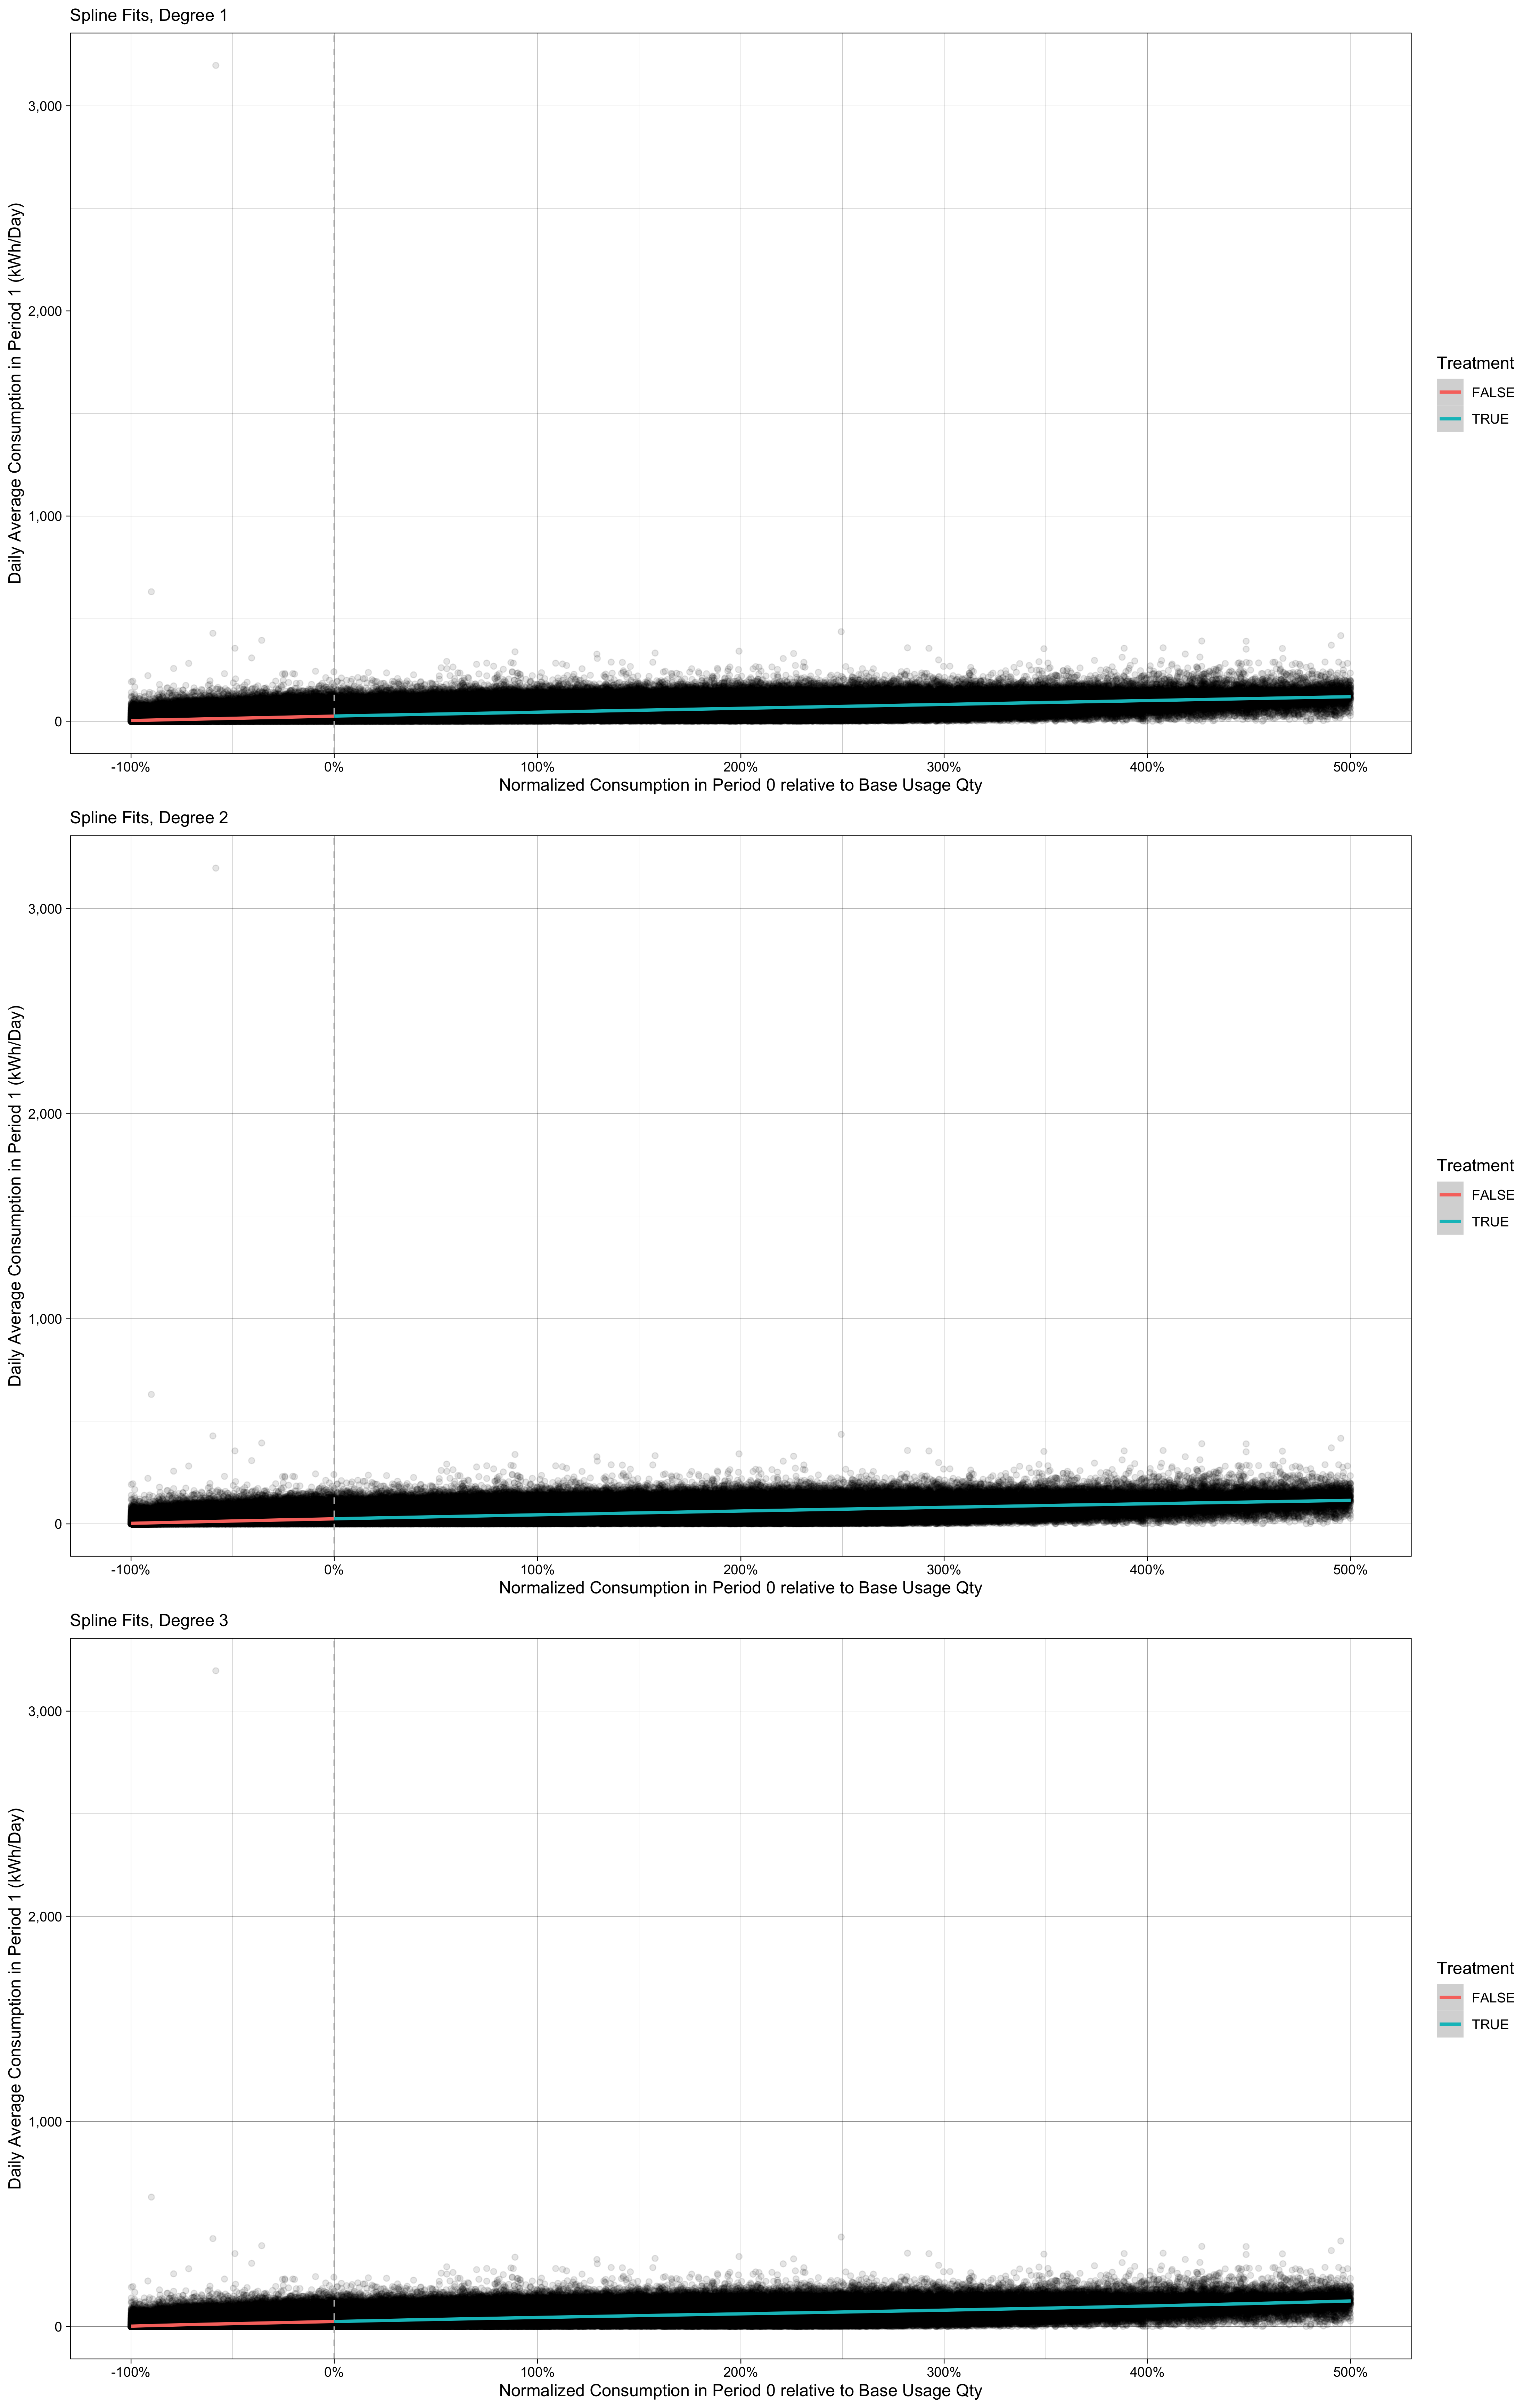 Spline Fits, Degree 1
Daily Average Consumption in Period 1 (kWh/Day)
3,000
2,000
1,000
0
-100%
0%
100%
200%
300%
400%
500%
Normalized Consumption in Period 0 relative to Base Usage Qty
Treatment
FALSE
TRUE
Spline Fits, Degree 2
Daily Average Consumption in Period 1 (kWh/Day)
3,000
2,000
1,000
0
-100%
0%
100%
200%
300%
400%
500%
Normalized Consumption in Period 0 relative to Base Usage Qty
Treatment
FALSE
TRUE
Spline Fits, Degree 3
Daily Average Consumption in Period 1 (kWh/Day)
3,000
2,000
1,000
0
-100%
0%
100%
200%
300%
400%
500%
Normalized Consumption in Period 0 relative to Base Usage Qty
Treatment
FALSE
TRUE